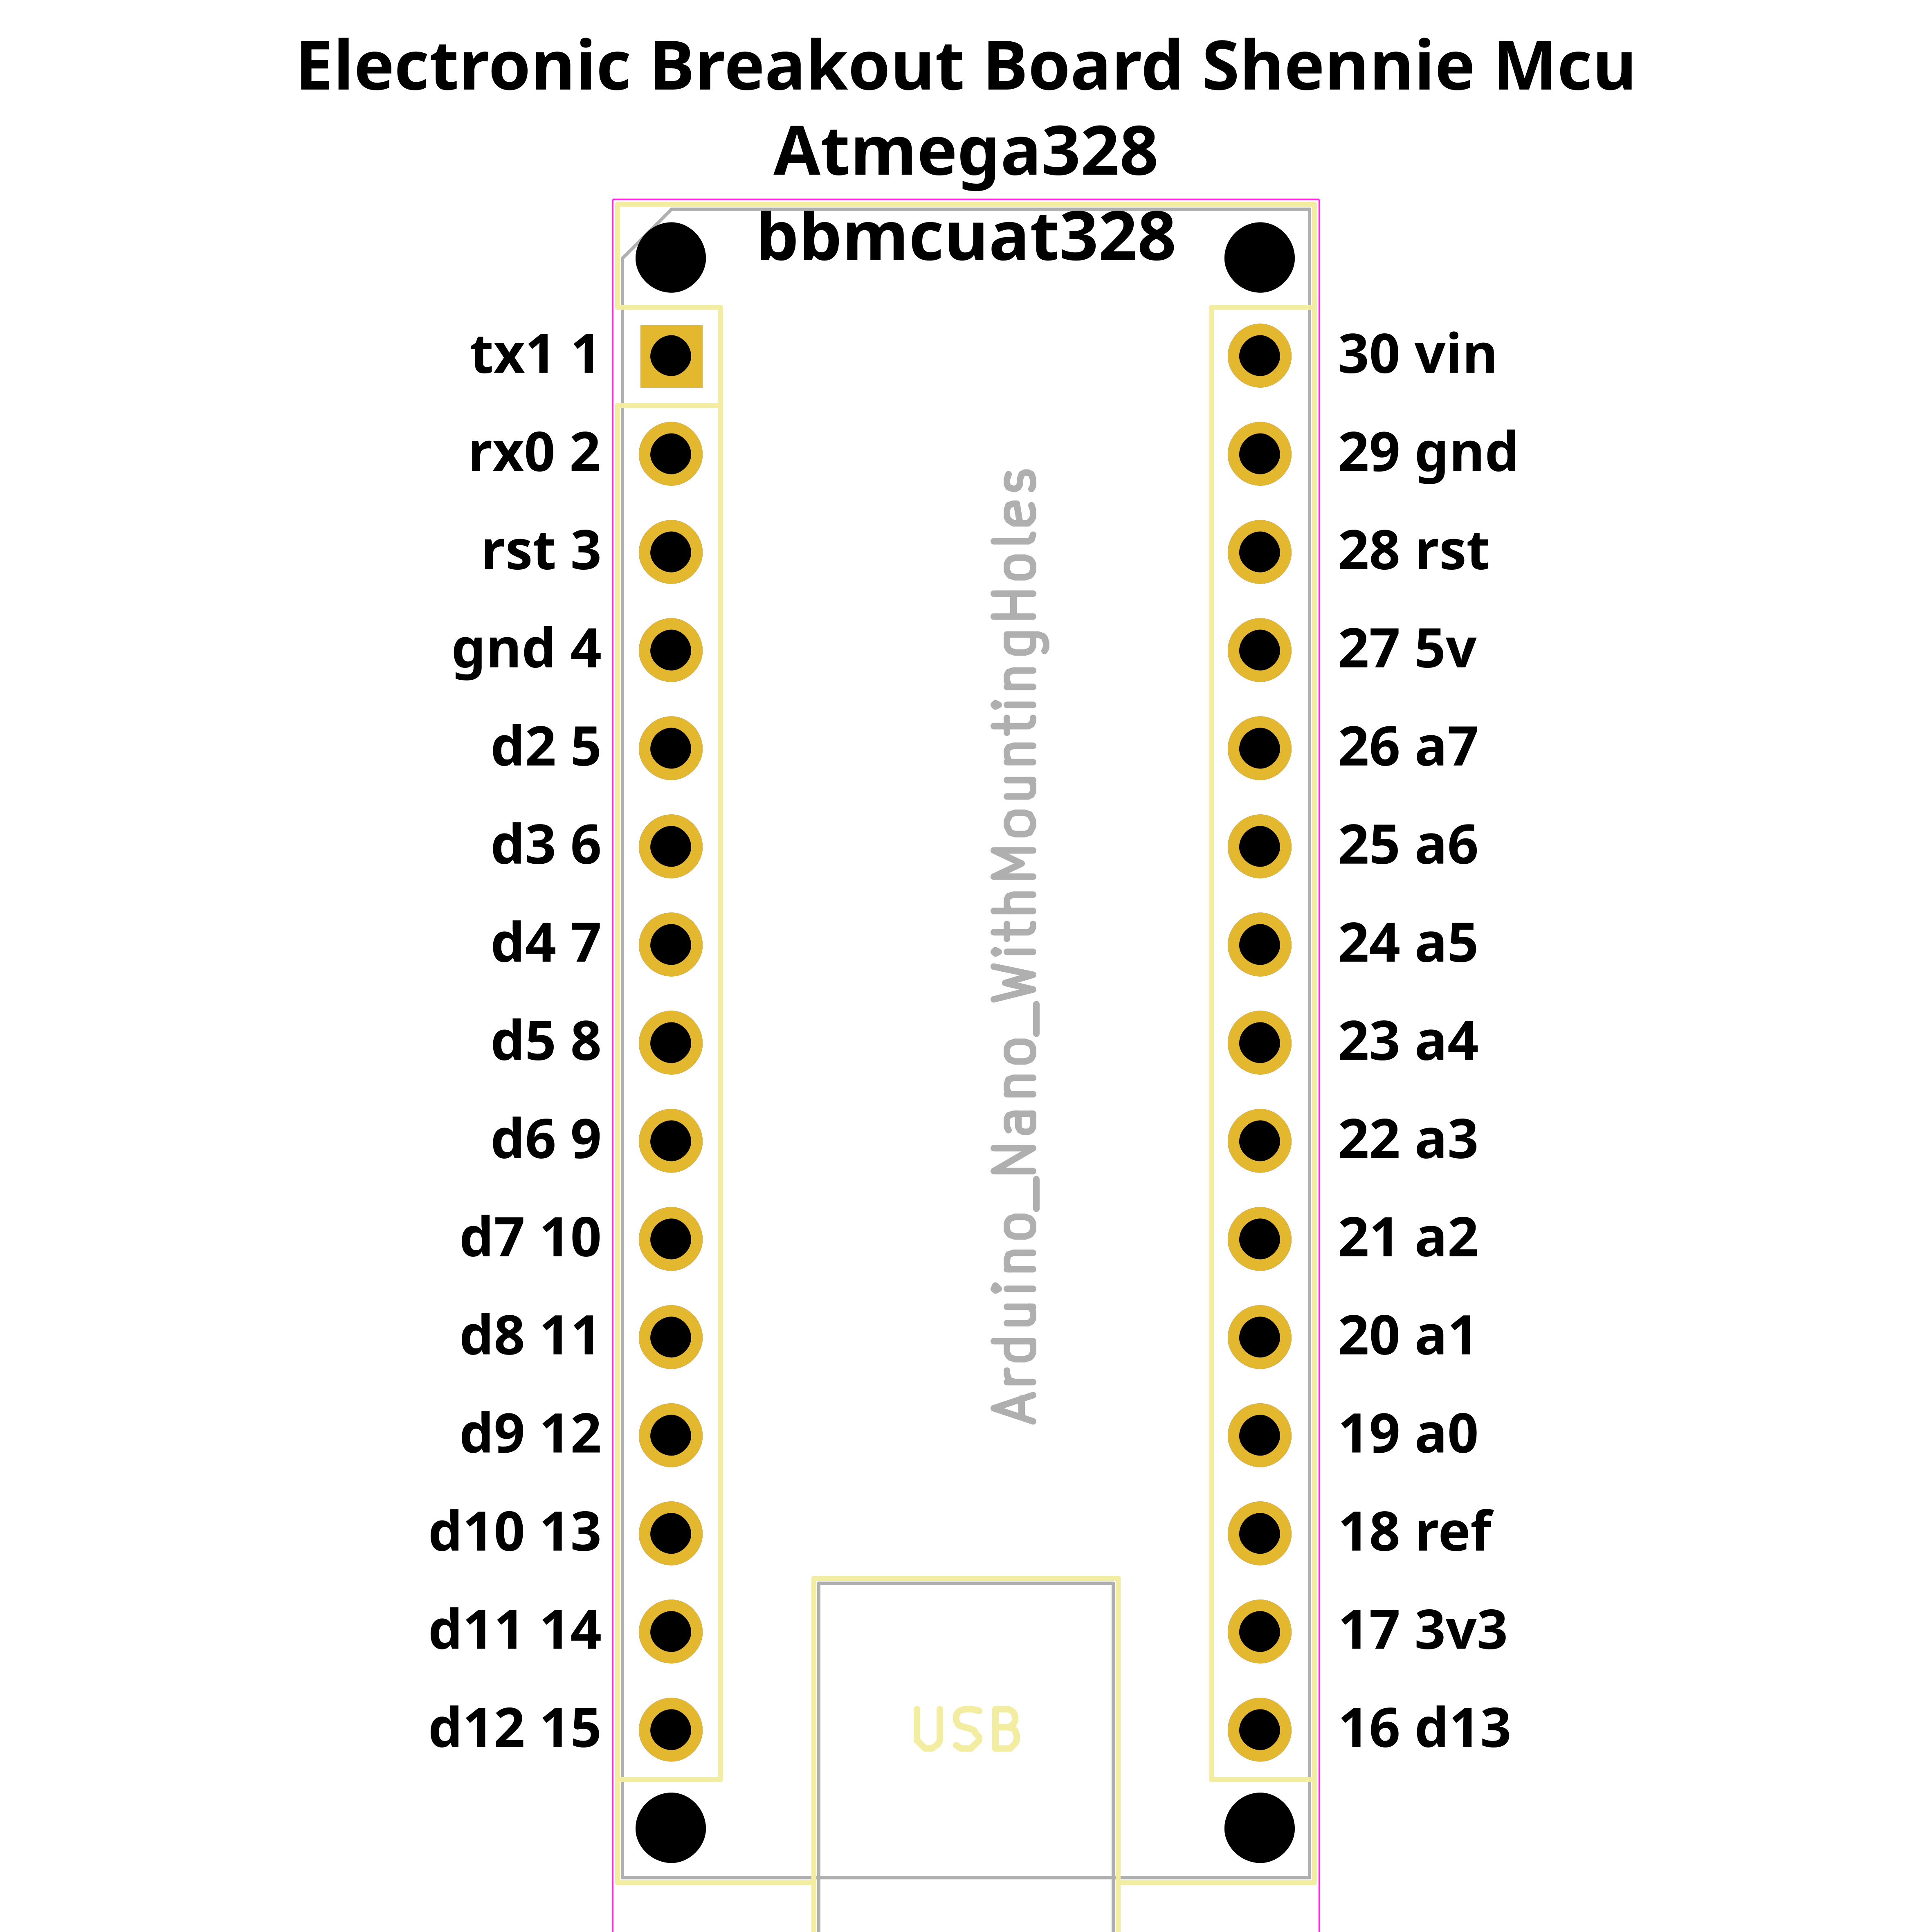 Electronic Breakout Board Shennie Mcu
Atmega328
bbmcuat328
tx1 1
30 vin
rx0 2
29 gnd
rst 3
28 rst
gnd 4
27 5v
d2 5
26 a7
d3 6
25 a6
d4 7
24 a5
d5 8
23 a4
d6 9
22 a3
d7 10
21 a2
d8 11
20 a1
d9 12
19 a0
d10 13
18 ref
d11 14
17 3v3
d12 15
16 d13
Arduino_Nano_WithMountingHoles
USB